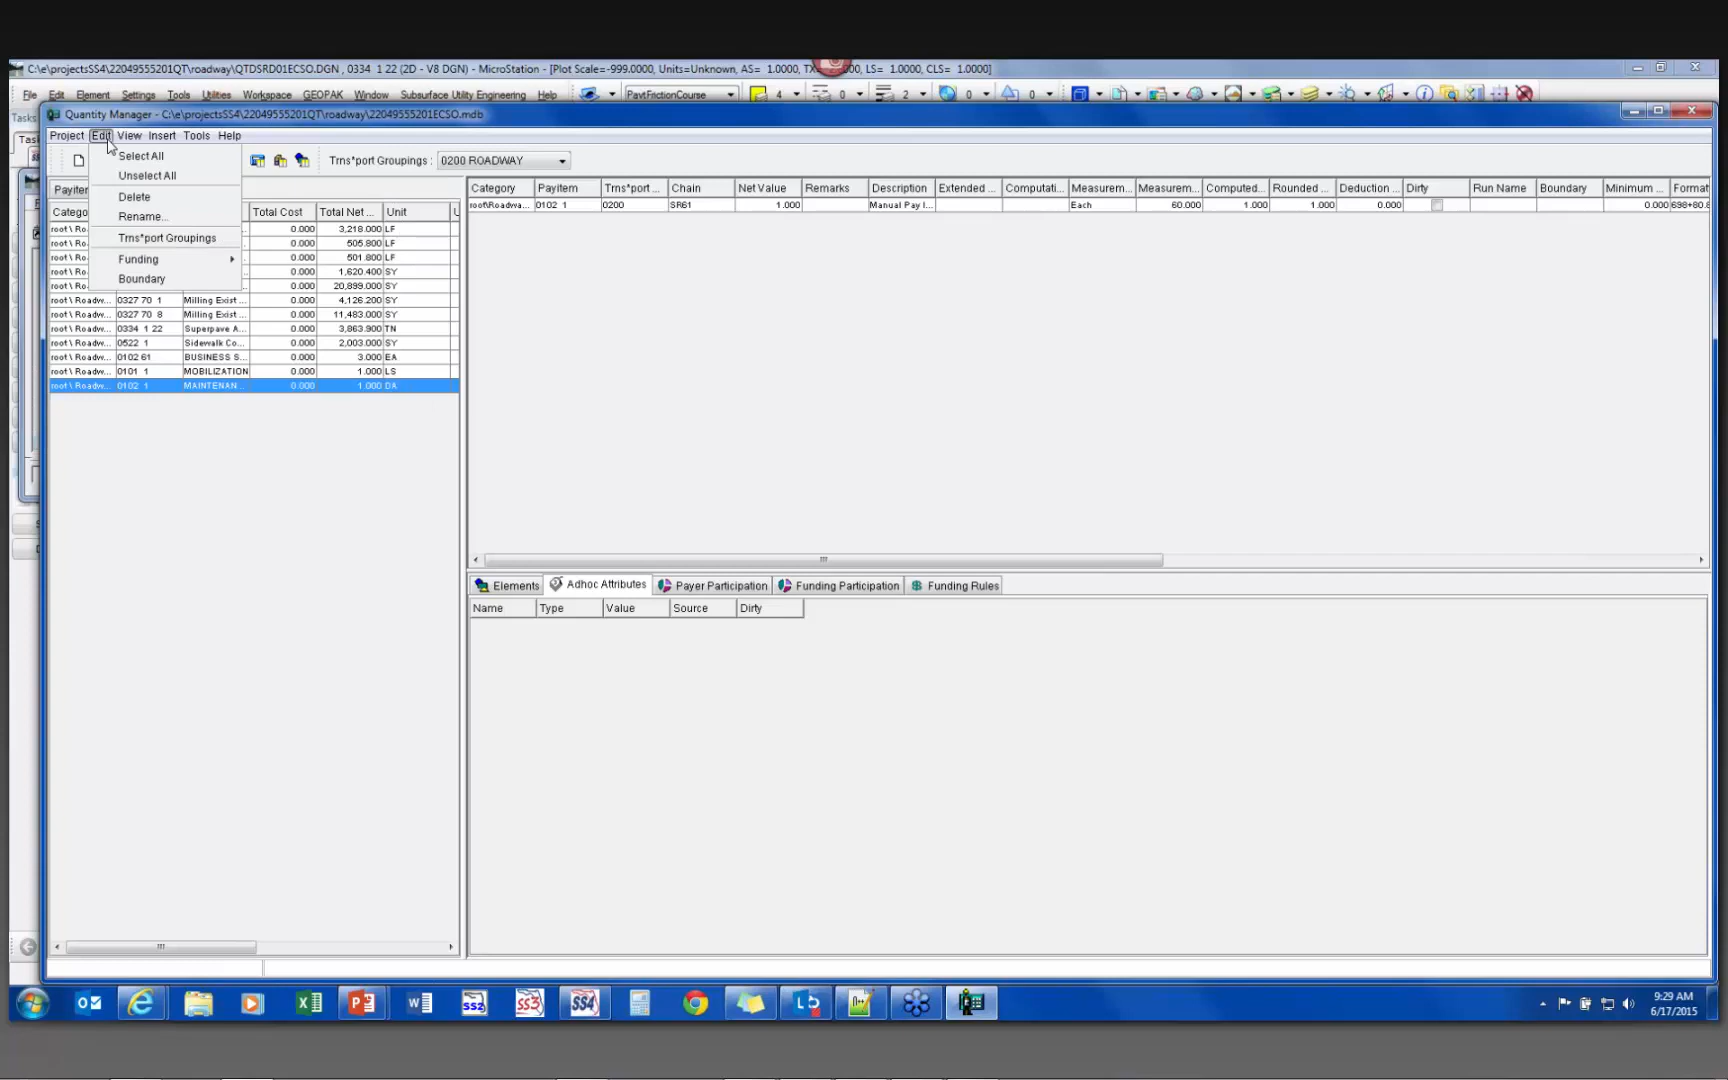 C:\e\projectsSS4\22049555201QT\roadway\QTDSRD01ECSO.DGN , 0334 1 22 (2D - V8 DGN) - MicroStation - [Plot Scale=-999.0000, Units=Unknown, AS= 1.0000, TX= .000, LS= 1.0000, CLS= 1.0000]
File Edit Element Settings Tools Utilities Workspace GEOPAK Window Subsurface Utility Engineering Help PavtFrictionCourse 4 0 2 0 0
Tasks
Quantity Manager - C:\e\projectsSS4\22049555201QT\roadway\22049555201ECSO.mdb
Project Edit View Insert Tools Help
Select All
Unselect All
Delete
Rename...
Trns*port Groupings
Funding
Boundary
Trns*port Groupings : 0200 ROADWAY
Total Cost Total Net ... Unit
0.000 3,218.000 LF
0.000 505.800 LF
0.000 501.800 LF
0.000 1,620.400 SY
0.000 20,899.000 SY
root \ Roadw... 0327 70 1 Milling Exist ... 0.000 4,126.200 SY
root \ Roadw... 0327 70 8 Milling Exist ... 0.000 11,483.000 SY
root \ Roadw... 0334 1 22 Superpave A... 0.000 3,863.900 TN
root \ Roadw... 0522 1 Sidewalk Co... 0.000 2,003.000 SY
root \ Roadw... 0102 61 BUSINESS S... 0.000 3.000 EA
root \ Roadw... 0101 1 MOBILIZATION 0.000 1.000 LS
root \ Roadw... 0102 1 MAINTENAN... 0.000 1.000 DA
Category Payitem Trns*port ... Chain Net Value Remarks Description Extended ... Computati... Measurem... Measurem... Computed... Rounded ... Deduction ... Dirty Run Name Boundary Minimum ... Format
root\Roadwa... 0102 1 0200 SR61 1.000 Manual Pay I... Each 60.000 1.000 1.000 0.000 0.000 698+80.8
Elements Adhoc Attributes Payer Participation Funding Participation Funding Rules
Name Type Value Source Dirty
9:29 AM
6/17/2015